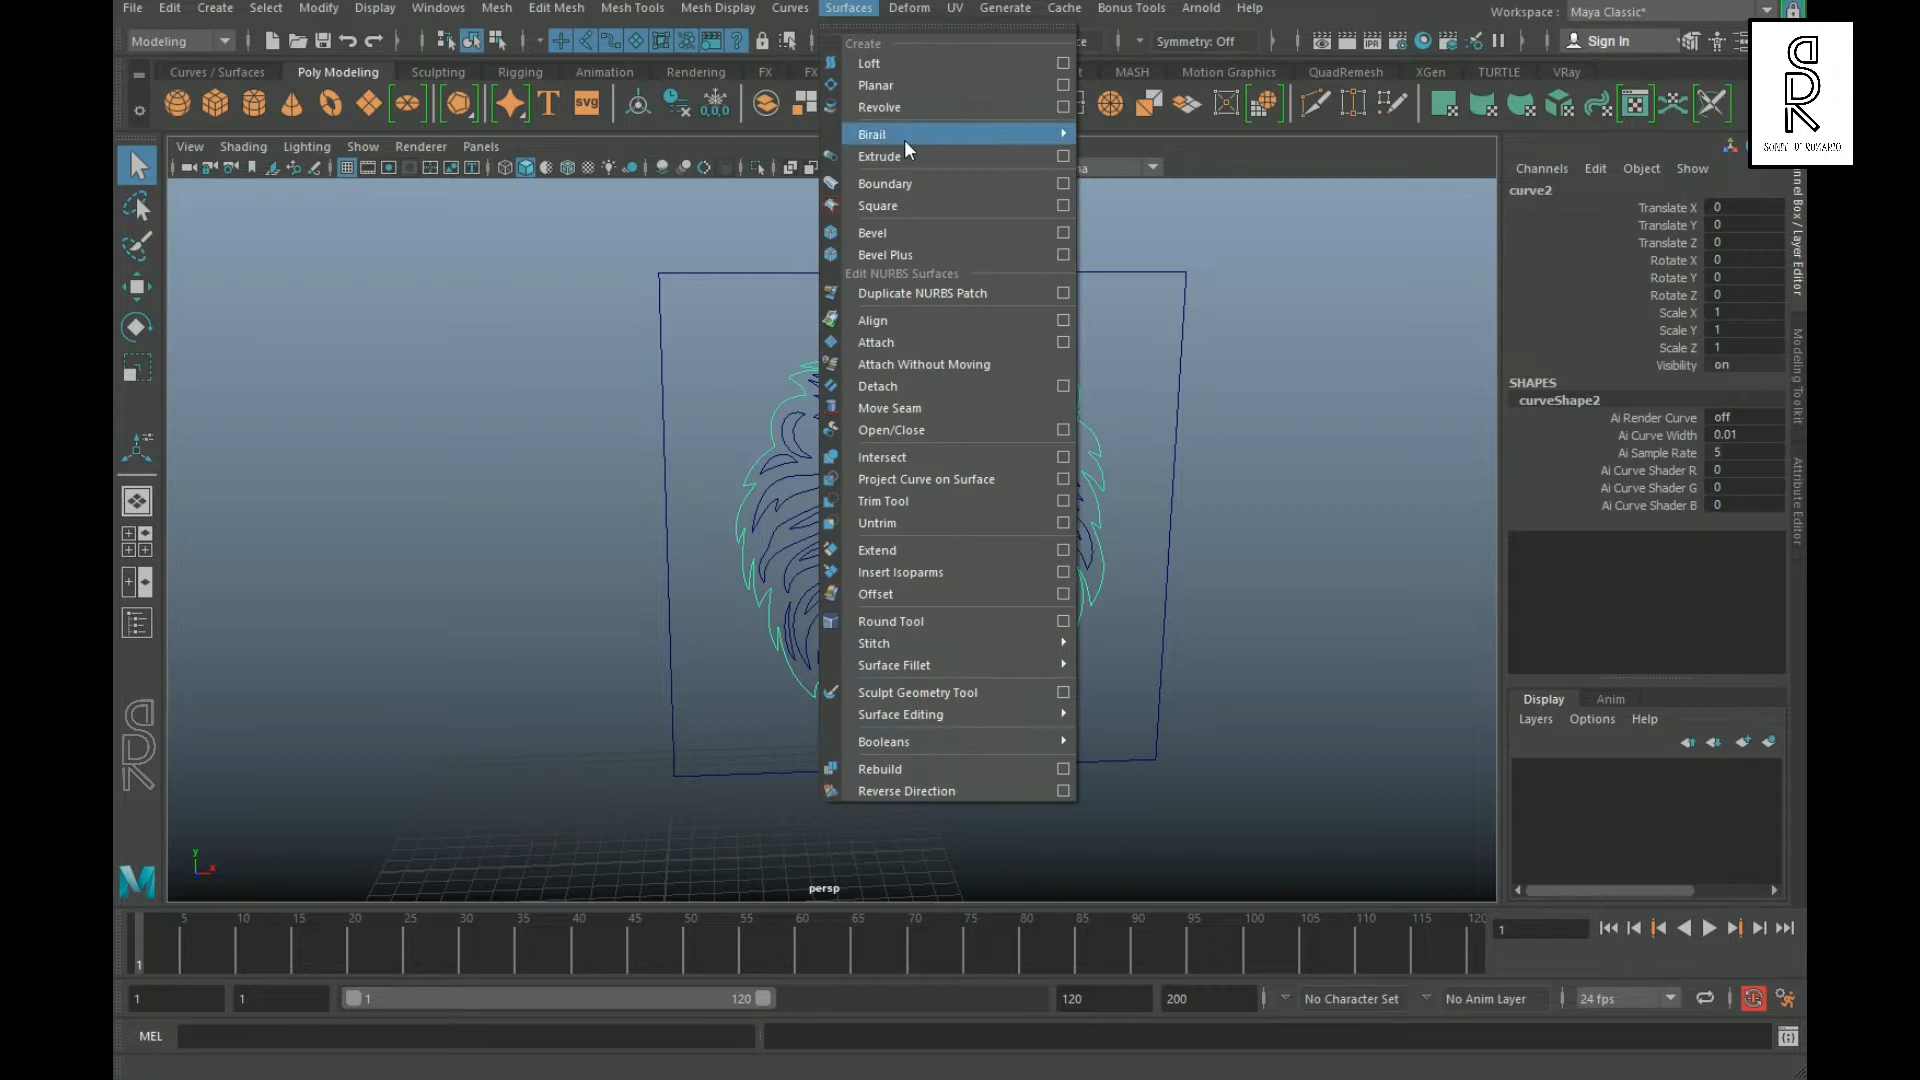 File Edit Create Select Modify Display Windows Mesh Edit Mesh Mesh Tools Mesh Display Curves Surfaces Deform UV Generate Cache Bonus Tools Arnold Help
Workspace: Maya Classic*
Modeling
Symmetry: Off
Sign In
Curves / Surfaces Poly Modeling Sculpting Rigging Animation Rendering FX MASH Motion Graphics QuadRemesh XGen TURTLE VRay
SVG
0,0,0
IPR
View Shading Lighting Show Renderer Panels
Create
Loft
Planar
Revolve
Birail
Extrude
Boundary
Square
Bevel
Bevel Plus
Edit NURBS Surfaces
Duplicate NURBS Patch
Align
Attach
Attach Without Moving
Detach
Move Seam
Open/Close
Intersect
Project Curve on Surface
Trim Tool
Untrim
Extend
Insert Isoparms
Offset
Round Tool
Stitch
Surface Fillet
Sculpt Geometry Tool
Surface Editing
Booleans
Rebuild
Reverse Direction
Channels Edit Object Show
curve2
Translate X 0
Translate Y 0
Translate Z 0
Rotate X 0
Rotate Y 0
Rotate Z 0
Scale X 1
Scale Y 1
Scale Z 1
Visibility on
SHAPES
curveShape2
Ai Render Curve off
Ai Curve Width 0.01
Ai Sample Rate 5
Ai Curve Shader R 0
Ai Curve Shader G 0
Ai Curve Shader B 0
Modeling Toolkit
Attribute Editor
Display Anim
Layers Options Help
y
x
persp
5 10 15 20 25 30 35 40 45 50 55 60 65 70 75 80 85 90 95 100 105 110 115 120
1
1
1 1 1 120 120 200 No Character Set No Anim Layer 24 fps
MEL